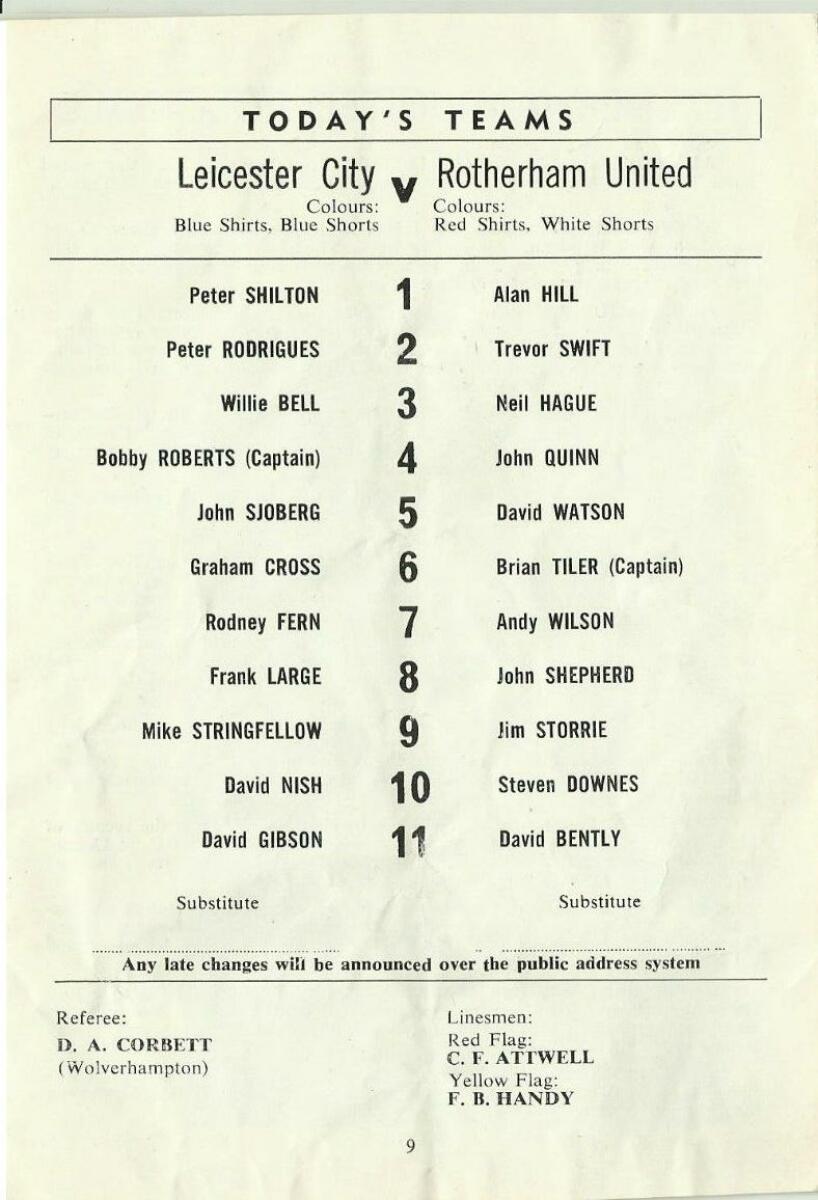 TODAY'S TEAMS
Leicester City v Rotherham United
Colours: Colours:
Blue Shirts, Blue Shorts Red Shirts, White Shorts
Peter SHILTON 1 Alan HILL
Peter RODRIGUES 2 Trevor SWIFT
Willie BELL 3 Neil HAGUE
Bobby ROBERTS (Captain) 4 John QUINN
John SJOBERG 5 David WATSON
Graham CROSS 6 Brian TILER (Captain)
Rodney FERN 7 Andy WILSON
Frank LARGE 8 John SHEPHERD
Mike STRINGFELLOW 9 Jim STORRIE
David NISH 10 Steven DOWNES
David GIBSON 11 David BENTLY
Substitute Substitute
Any late changes will be announced over the public address system
Referee: Linesmen:
D. A. CORBETT Red Flag:
(Wolverhampton) C. F. ATTWELL
Yellow Flag:
F. B. HANDY
9